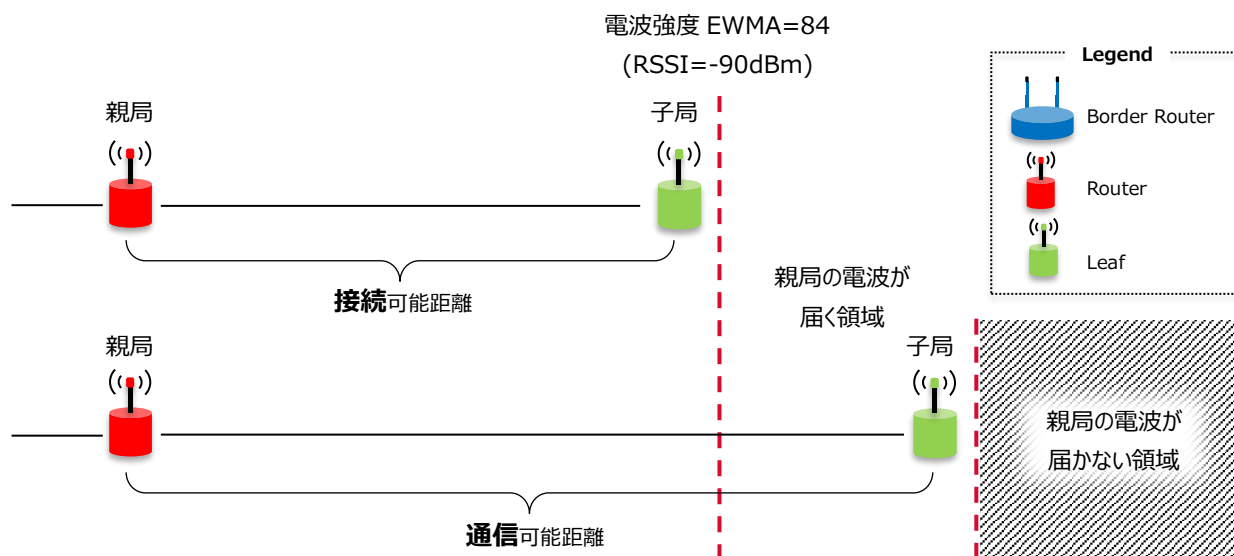 電波強度 EWMA=84
(RSSI=-90dBm)
Legend
Border Router
Router
Leaf
親局
子局
接続可能距離
親局の電波が
届く領域
親局
子局
通信可能距離
親局の電波が
届かない領域